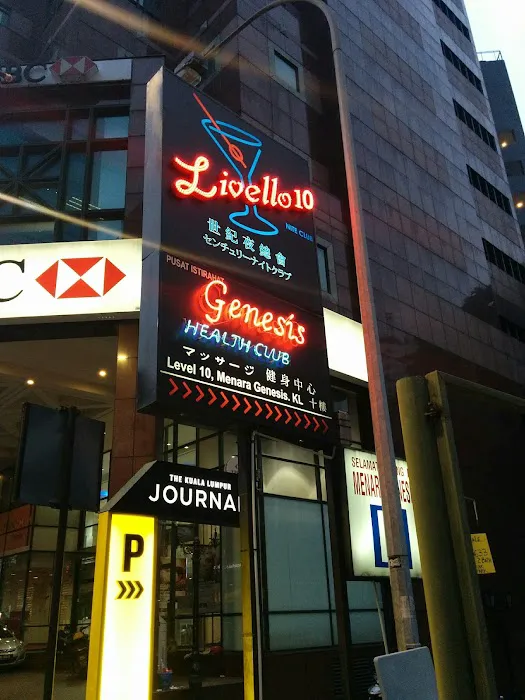 BC
Livello 10
NITE CLUB
世紀夜總會
センチュリーナイトクラブ
PUSAT ISTIRAHAT
Genesis
HEALTH CLUB
マッサージ 健身中心
Level 10, Menara Genesis. KL 十樓
C
THE KUALA LUMPUR
JOURNAL
P
SELAMAT
MENARA